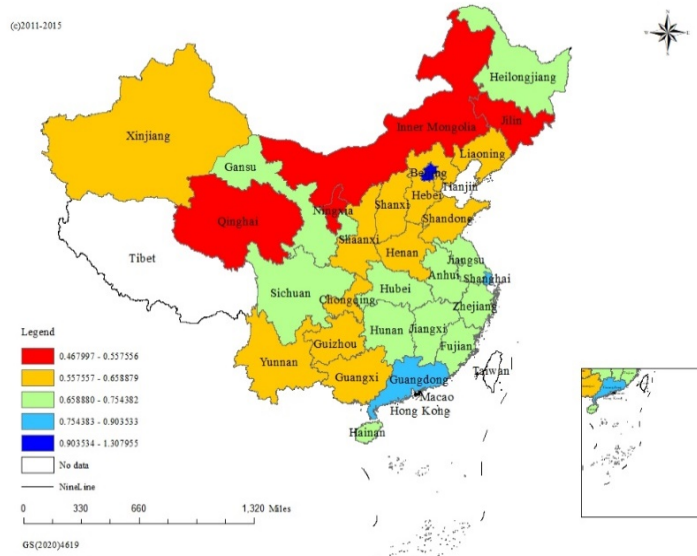 (c)2011-2015
N
W
E
S
Heilongjiang
Jilin
Inner Mongolia
Xinjiang
Liaoning
Gansu
Beijing
Tianjin
Hebei
Ningxia
Shanxi
Qinghai
Shandong
Shaanxi
Tibet
Henan
Jiangsu
Anhui
Shanghai
Sichuan
Hubei
Chongqing
Zhejiang
Hunan
Jiangxi
Guizhou
Fujian
Yunnan
Guangxi
Guangdong
Taiwan
Macao
Hong Kong
Hainan
Legend
0.467997 - 0.557556
0.557557 - 0.658879
0.658880 - 0.754382
0.754383 - 0.903533
0.903534 - 1.307955
No data
NineLine
0 330 660 1,320 Miles
GS(2020)4619